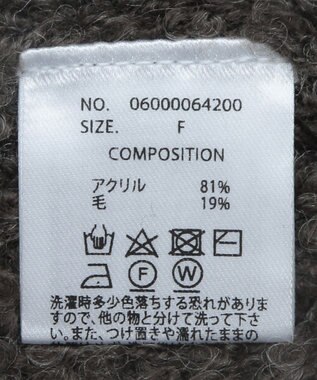 NO. 06000064200
SIZE. F
COMPOSITION
アクリル 81%
毛 19%
F W
洗濯時多少色落ちする恐れがありま
すので、他の物と分けて洗って下さ
い。また、つけ置きや濡れたままの